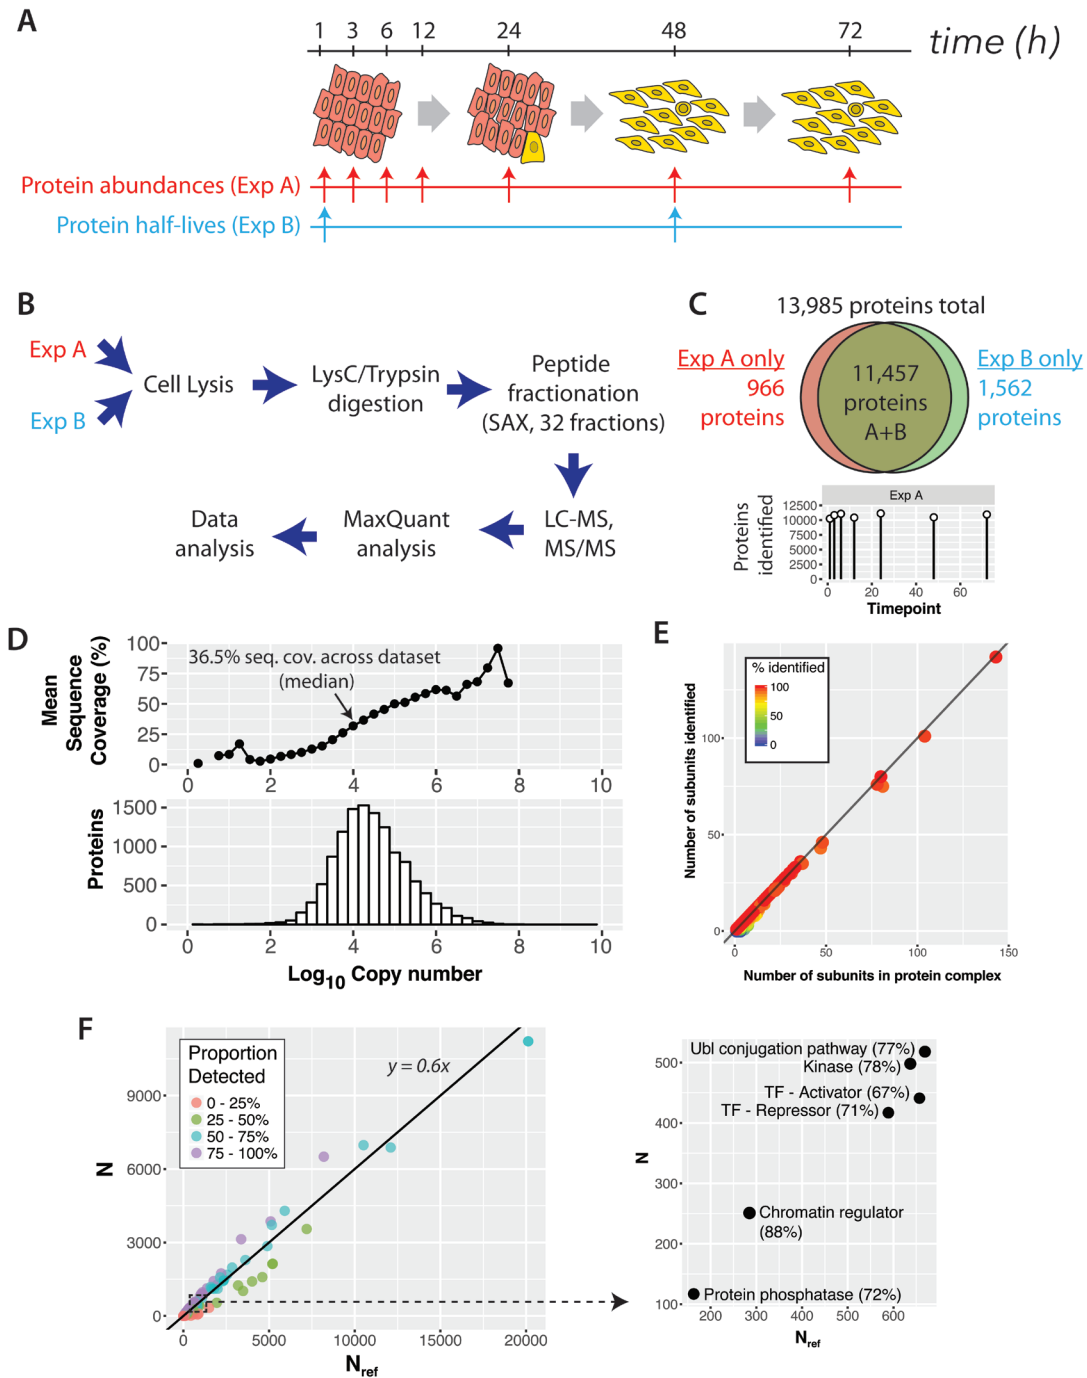 A
1 3 6 12 24 48 72 time (h)
Protein abundances (Exp A)
Protein half-lives (Exp B)
B
Exp A
Exp B
Cell Lysis
LysC/Trypsin
digestion
Peptide
fractionation
(SAX, 32 fractions)
LC-MS,
MS/MS
MaxQuant
analysis
Data
analysis
C
13,985 proteins total
Exp A only
966
proteins
11,457
proteins
A+B
Exp B only
1,562
proteins
Exp A
Proteins
identified
12500
10000
7500
5000
2500
0
0 20 40 60
Timepoint
D
Mean
Sequence
Coverage (%)
100
75
50
25
0
36.5% seq. cov. across dataset
(median)
0 2 4 6 8 10
Proteins
1500
1000
500
0
0 2 4 6 8 10
Log10 Copy number
E
Number of subunits identified
% identified
100
50
0
100
50
0
0 50 100 150
Number of subunits in protein complex
F
Proportion
Detected
0 - 25%
25 - 50%
50 - 75%
75 - 100%
y = 0.6x
N
9000
6000
3000
0
0 5000 10000 15000 20000
Nref
Ubl conjugation pathway (77%)
Kinase (78%)
TF - Activator (67%)
TF - Repressor (71%)
Chromatin regulator
(88%)
Protein phosphatase (72%)
N
500
400
300
200
100
200 300 400 500 600
Nref